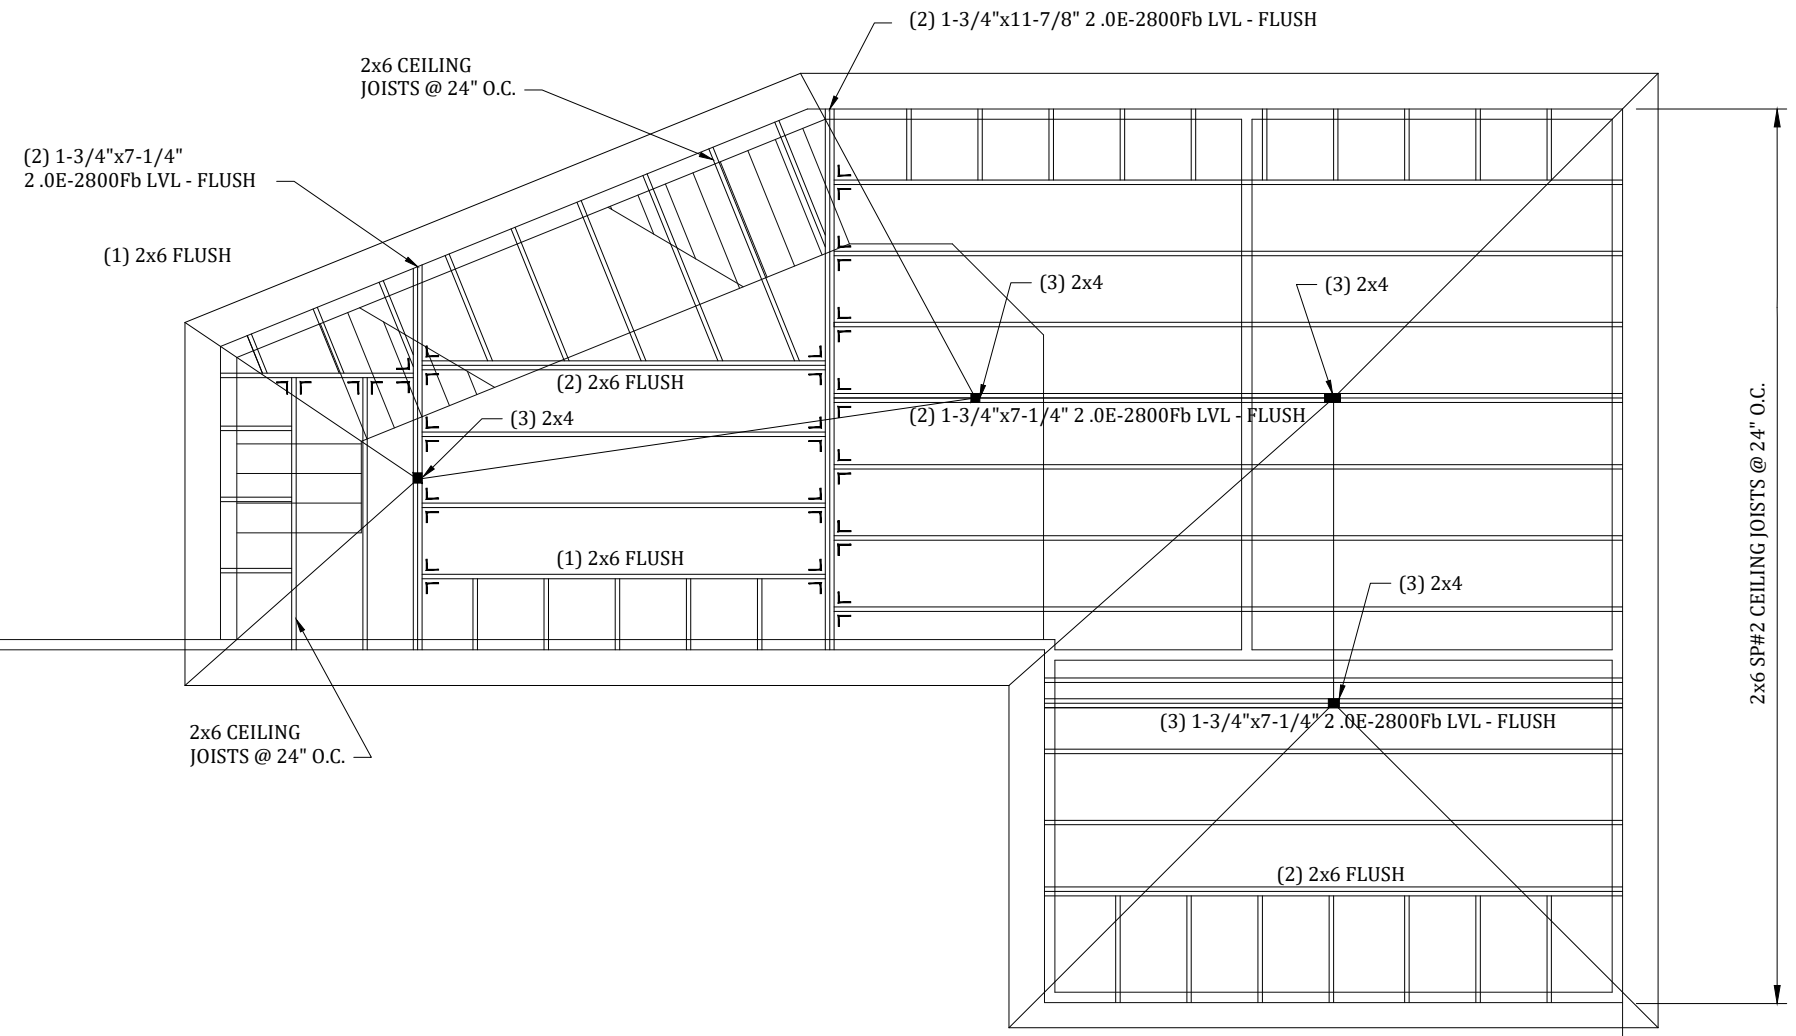 (2) 1-3/4"x11-7/8" 2 .0E-2800Fb LVL - FLUSH
2x6 CEILING
JOISTS @ 24" O.C.
(2) 1-3/4"x7-1/4"
2 .0E-2800Fb LVL - FLUSH
(1) 2x6 FLUSH
(3) 2x4
(3) 2x4
(2) 2x6 FLUSH
(3) 2x4
(2) 1-3/4"x7-1/4" 2 .0E-2800Fb LVL - FLUSH
2x6 SP#2 CEILING JOISTS @ 24" O.C.
(1) 2x6 FLUSH
(3) 2x4
(3) 1-3/4"x7-1/4" 2 .0E-2800Fb LVL - FLUSH
2x6 CEILING
JOISTS @ 24" O.C.
(2) 2x6 FLUSH